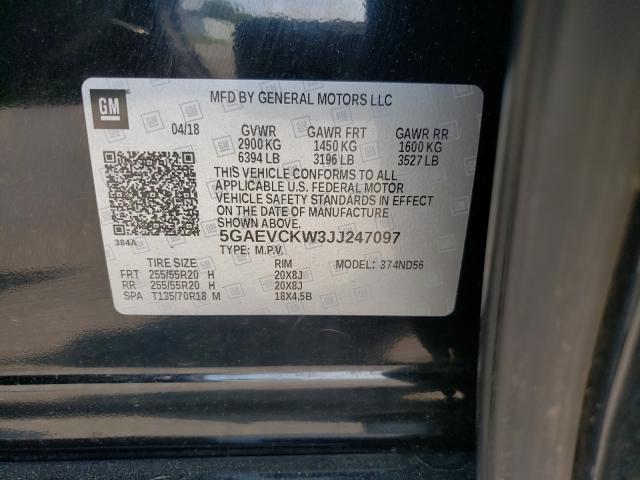 GM
MFD BY GENERAL MOTORS LLC
04/18 GVWR GAWR FRT GAWR RR
2900 KG 1450 KG 1600 KG
6394 LB 3196 LB 3527 LB
THIS VEHICLE CONFORMS TO ALL
APPLICABLE U.S. FEDERAL MOTOR
VEHICLE SAFETY STANDARDS IN EFFECT
ON THE DATE OF MANUFACTURE
SHOWN ABOVE.
384A
5GAEVCKW3JJ247097
TYPE: M.P.V.
TIRE SIZE RIM MODEL: 374ND56
FRT 255/55R20 H 20X8J
RR 255/55R20 H 20X8J
SPA T135/70R18 M 18X4.5B